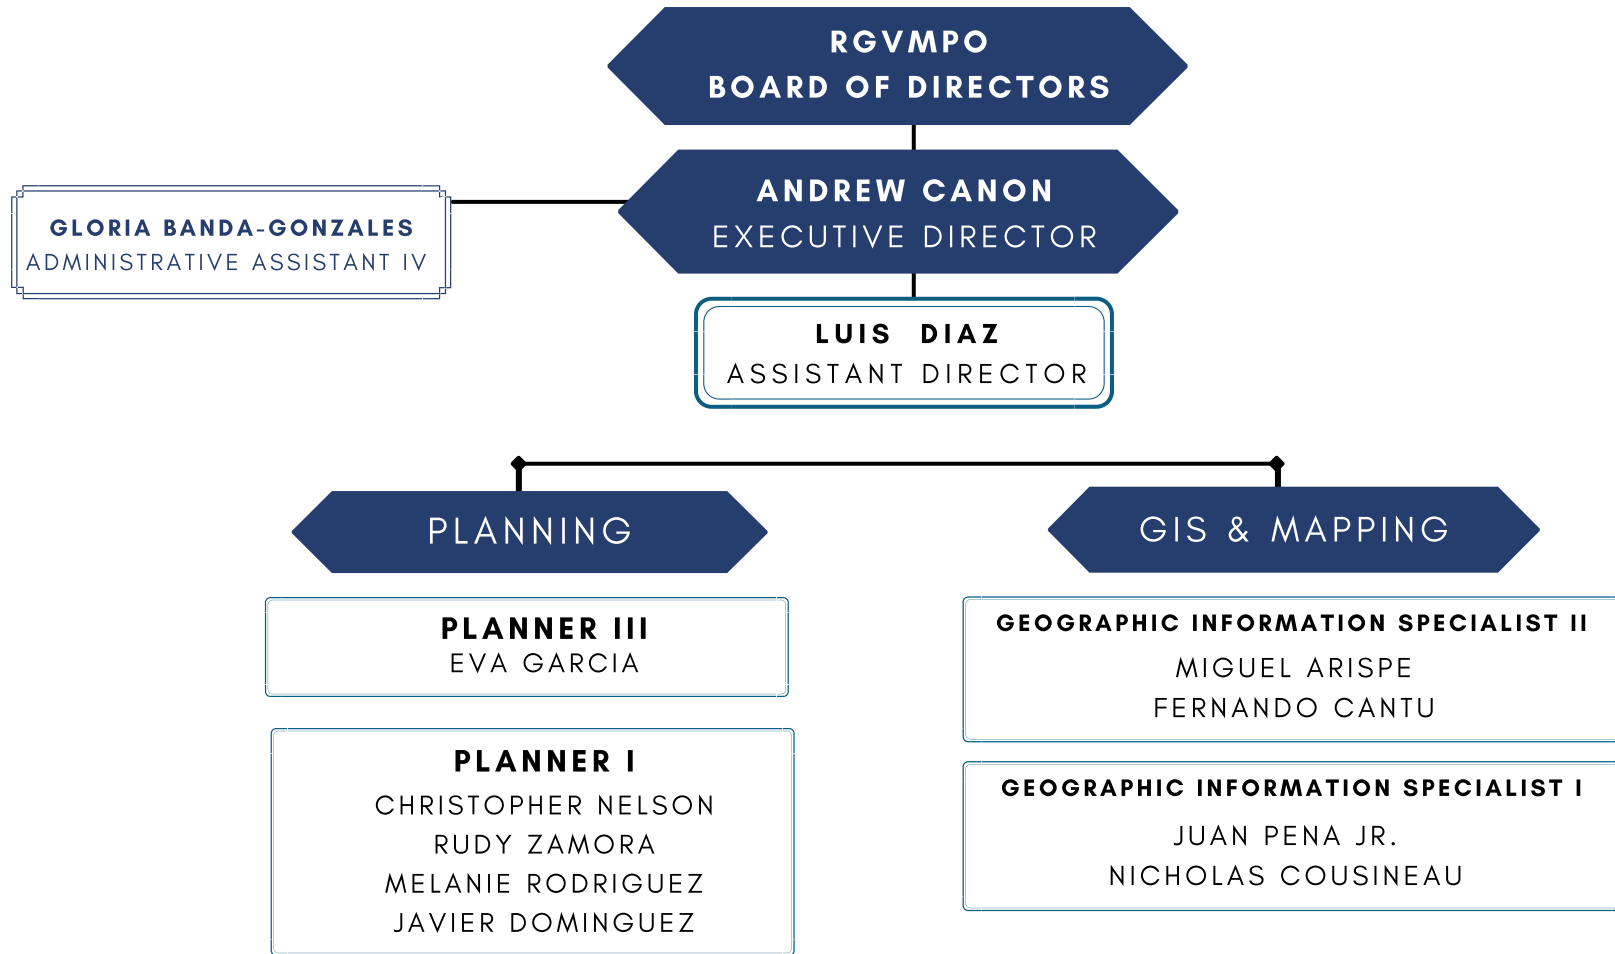 RGVMPO
BOARD OF DIRECTORS
ANDREW CANON
EXECUTIVE DIRECTOR
GLORIA BANDA-GONZALES
ADMINISTRATIVE ASSISTANT IV
LUIS DIAZ
ASSISTANT DIRECTOR
PLANNING
PLANNER III
EVA GARCIA
PLANNER I
CHRISTOPHER NELSON
RUDY ZAMORA
MELANIE RODRIGUEZ
JAVIER DOMINGUEZ
GIS & MAPPING
GEOGRAPHIC INFORMATION SPECIALIST II
MIGUEL ARISPE
FERNANDO CANTU
GEOGRAPHIC INFORMATION SPECIALIST I
JUAN PENA JR.
NICHOLAS COUSINEAU